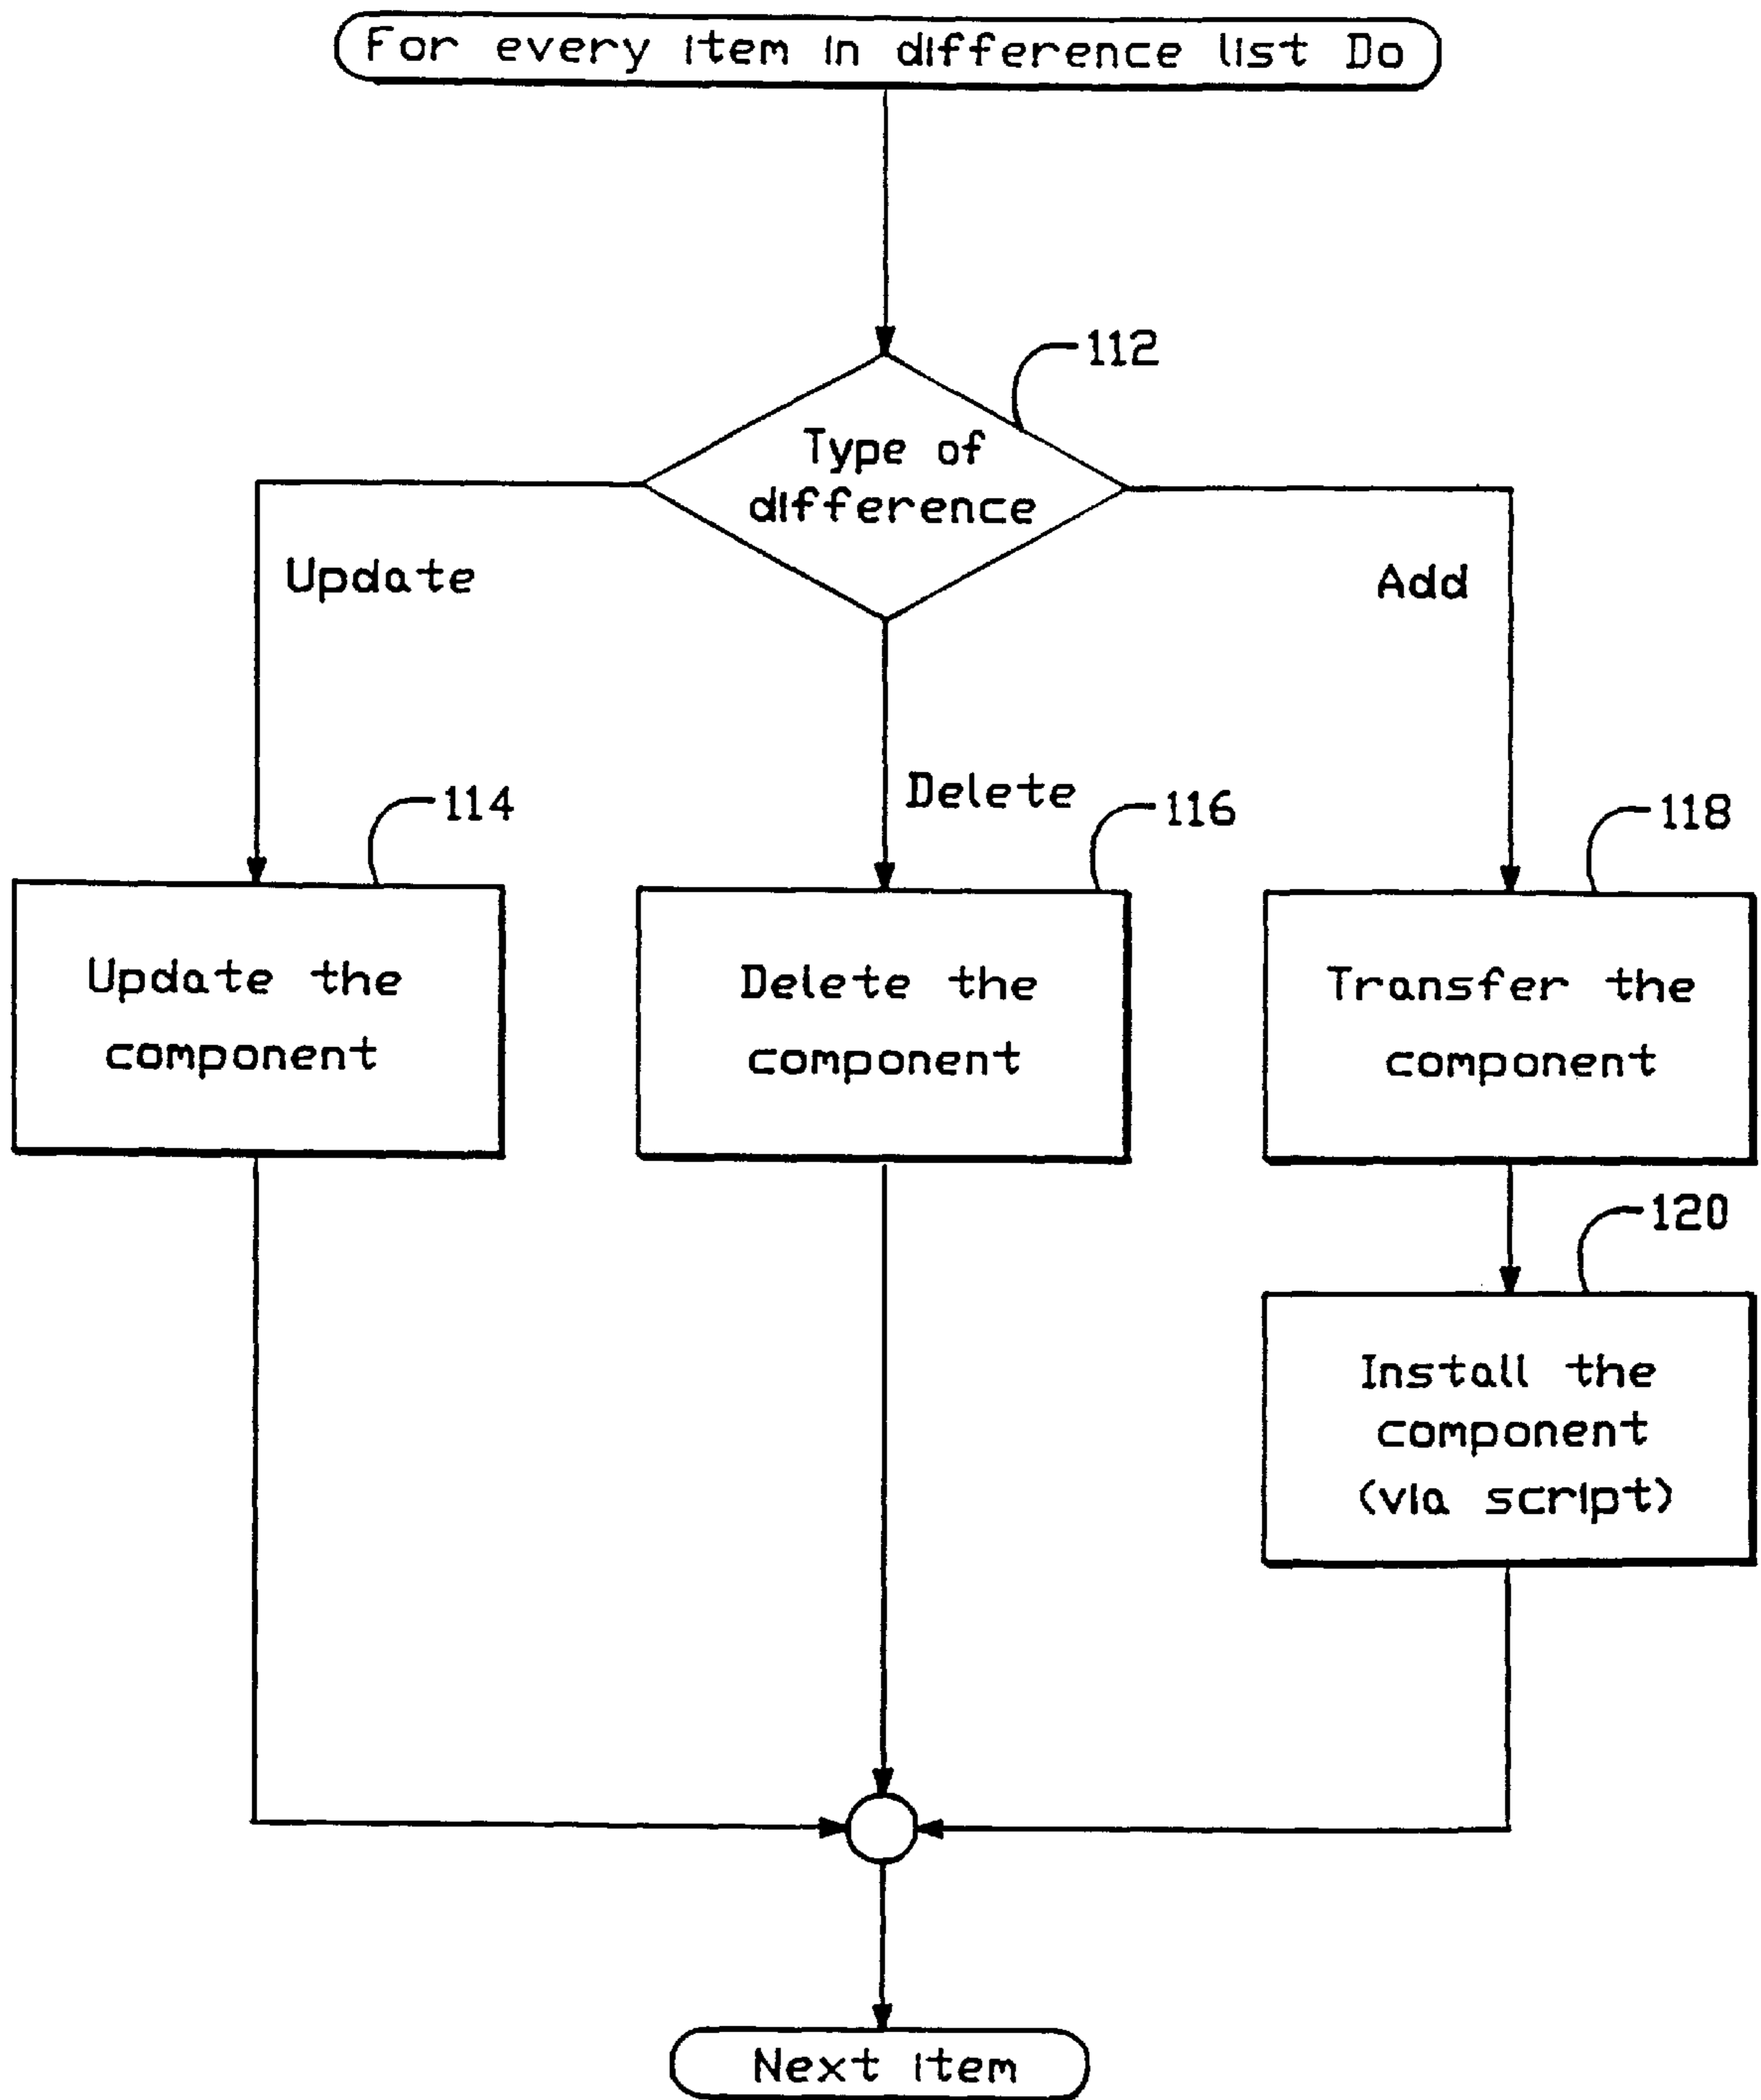 For every item in difference list Do
112
Type of
difference
Update
Add
Delete
114
116
118
Update the
component
Delete the
component
Transfer the
component
120
Install the
component
(via script)
Next item